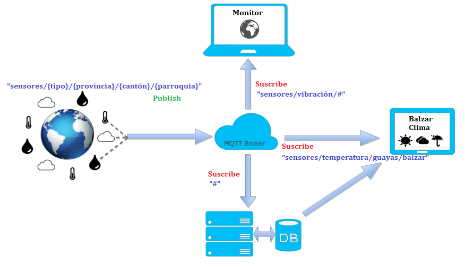 Monitor
"sensores/{tipo}/{provincia}/{cantón}/{parroquia}"
Publish
Suscribe
"sensores/vibración/#"
Balzar
Clima
MQTT Broker
Suscribe
"sensores/temperatura/guayas/balzar"
Suscribe
"#"
DB